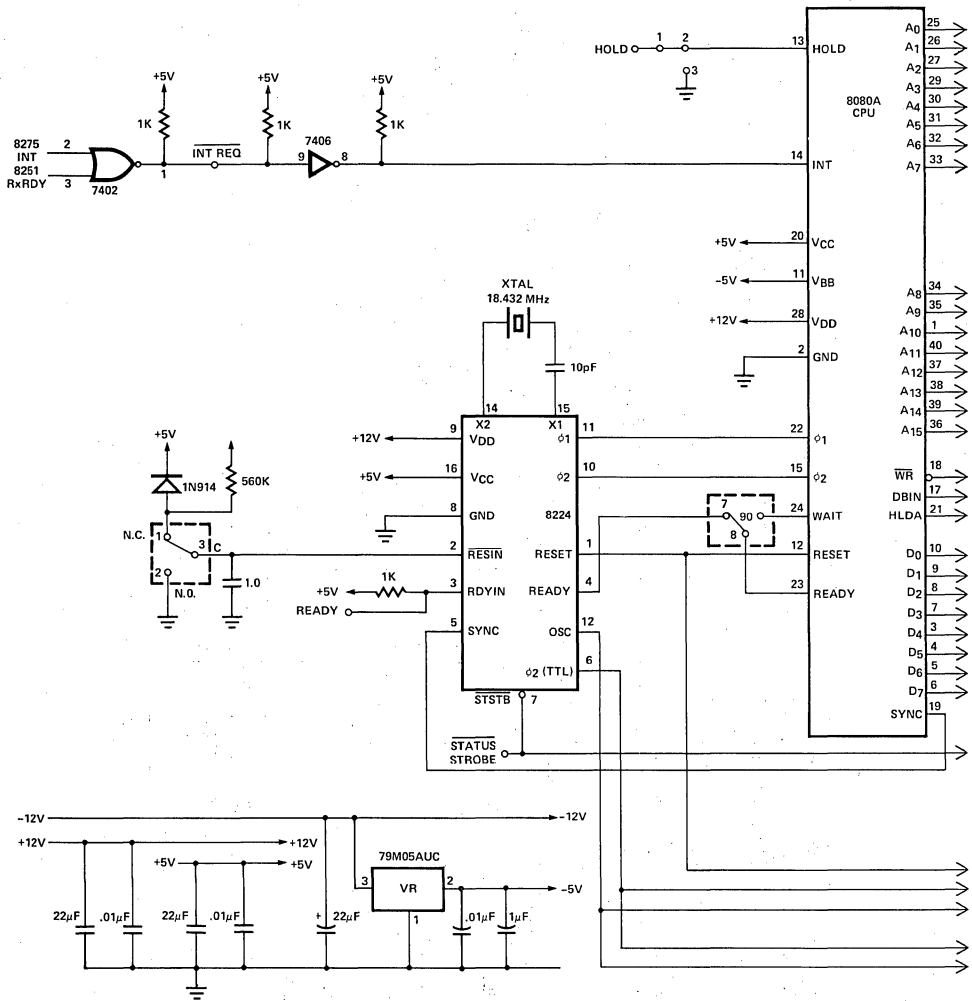 HOLD
1
2
3
13
HOLD
8080A
CPU
A0
25
A1
26
A2
27
A3
29
A4
30
A5
31
A6
32
A7
33
+5V
+5V
+5V
1K
1K
1K
8275
INT
8251
RxRDY
2
3
7402
1
INT REQ
9
7406
8
14
INT
+5V
20
VCC
-5V
11
VBB
+12V
28
VDD
2
GND
A8
34
A9
35
A10
1
A11
40
A12
37
A13
38
A14
39
A15
36
XTAL
18.432 MHz
10pF
14
15
X2
X1
+12V
9
VDD
ϕ1
11
22
ϕ1
+5V
16
VCC
ϕ2
10
15
ϕ2
8
GND
8224
7
90
8
24
WAIT
WR
18
DBIN
17
HLDA
21
+5V
1N914
560K
N.C.
1
3
C
2
N.O.
1.0
2
RESIN
RESET
1
12
RESET
1K
+5V
READY
3
RDYIN
READY
4
23
READY
5
SYNC
OSC
12
ϕ2 (TTL)
6
STSTB
7
STATUS
STROBE
D0
10
D1
9
D2
8
D3
7
D4
3
D5
4
D6
5
D7
6
SYNC
19
-12V
-12V
+12V
+12V
+5V
+5V
79M05AUC
3
VR
2
1
-5V
22μF
.01μF
22μF
.01μF
+
22μF
.01μF
1μF